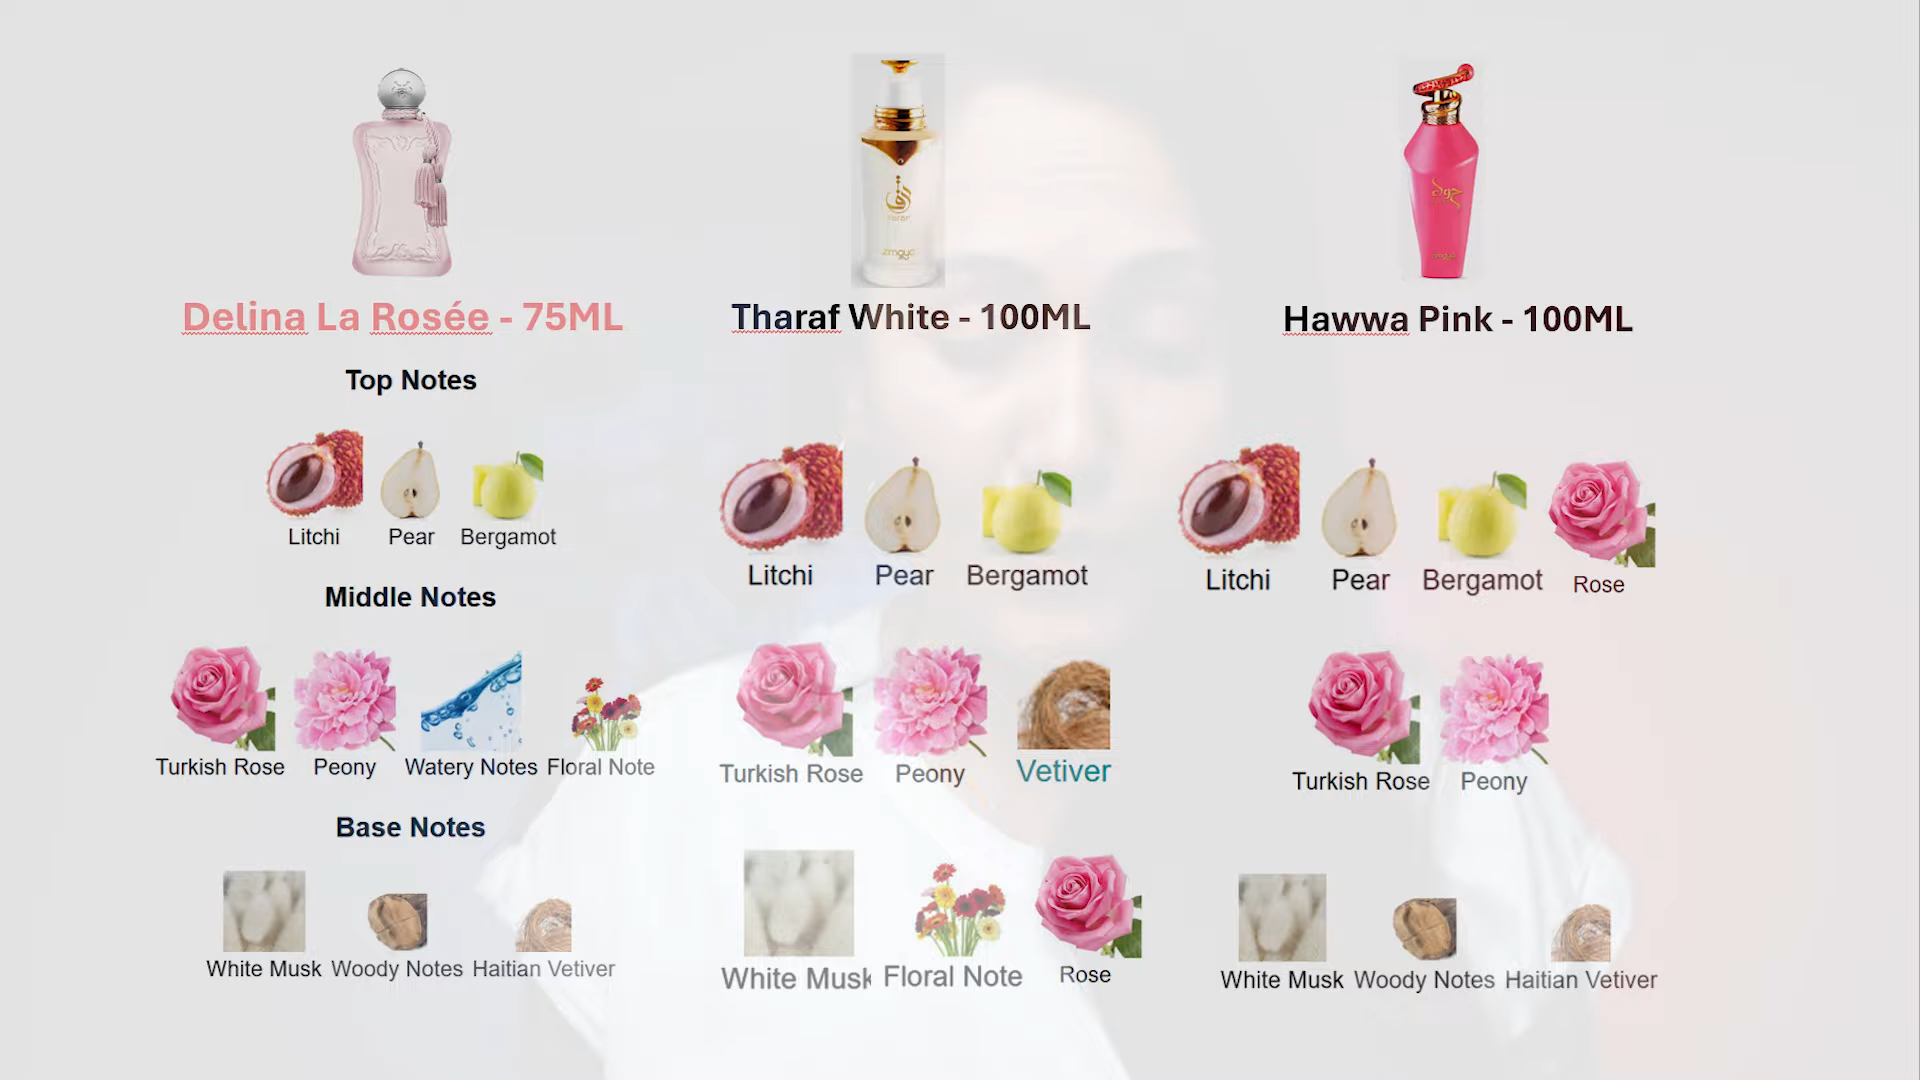 Delina La Rosée - 75ML
Tharaf White - 100ML
Hawwa Pink - 100ML
Top Notes
Litchi Pear Bergamot
Litchi Pear Bergamot
Litchi Pear Bergamot Rose
Middle Notes
Turkish Rose Peony Watery Notes Floral Note
Turkish Rose Peony Vetiver
Turkish Rose Peony
Base Notes
White Musk Woody Notes Haitian Vetiver
White Musk Floral Note Rose
White Musk Woody Notes Haitian Vetiver